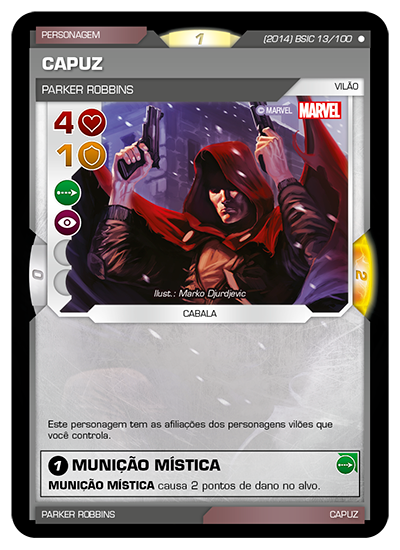 PERSONAGEM
1
(2014) BSIC 13/100 ●
CAPUZ
PARKER ROBBINS
VILÃO
© MARVEL
MARVEL
4
1
0
2
Ilust.: Marko Djurdjevic
CABALA
Este personagem tem as afiliações dos personagens vilões que
você controla.
1 MUNIÇÃO MÍSTICA
MUNIÇÃO MÍSTICA causa 2 pontos de dano no alvo.
PARKER ROBBINS
CAPUZ